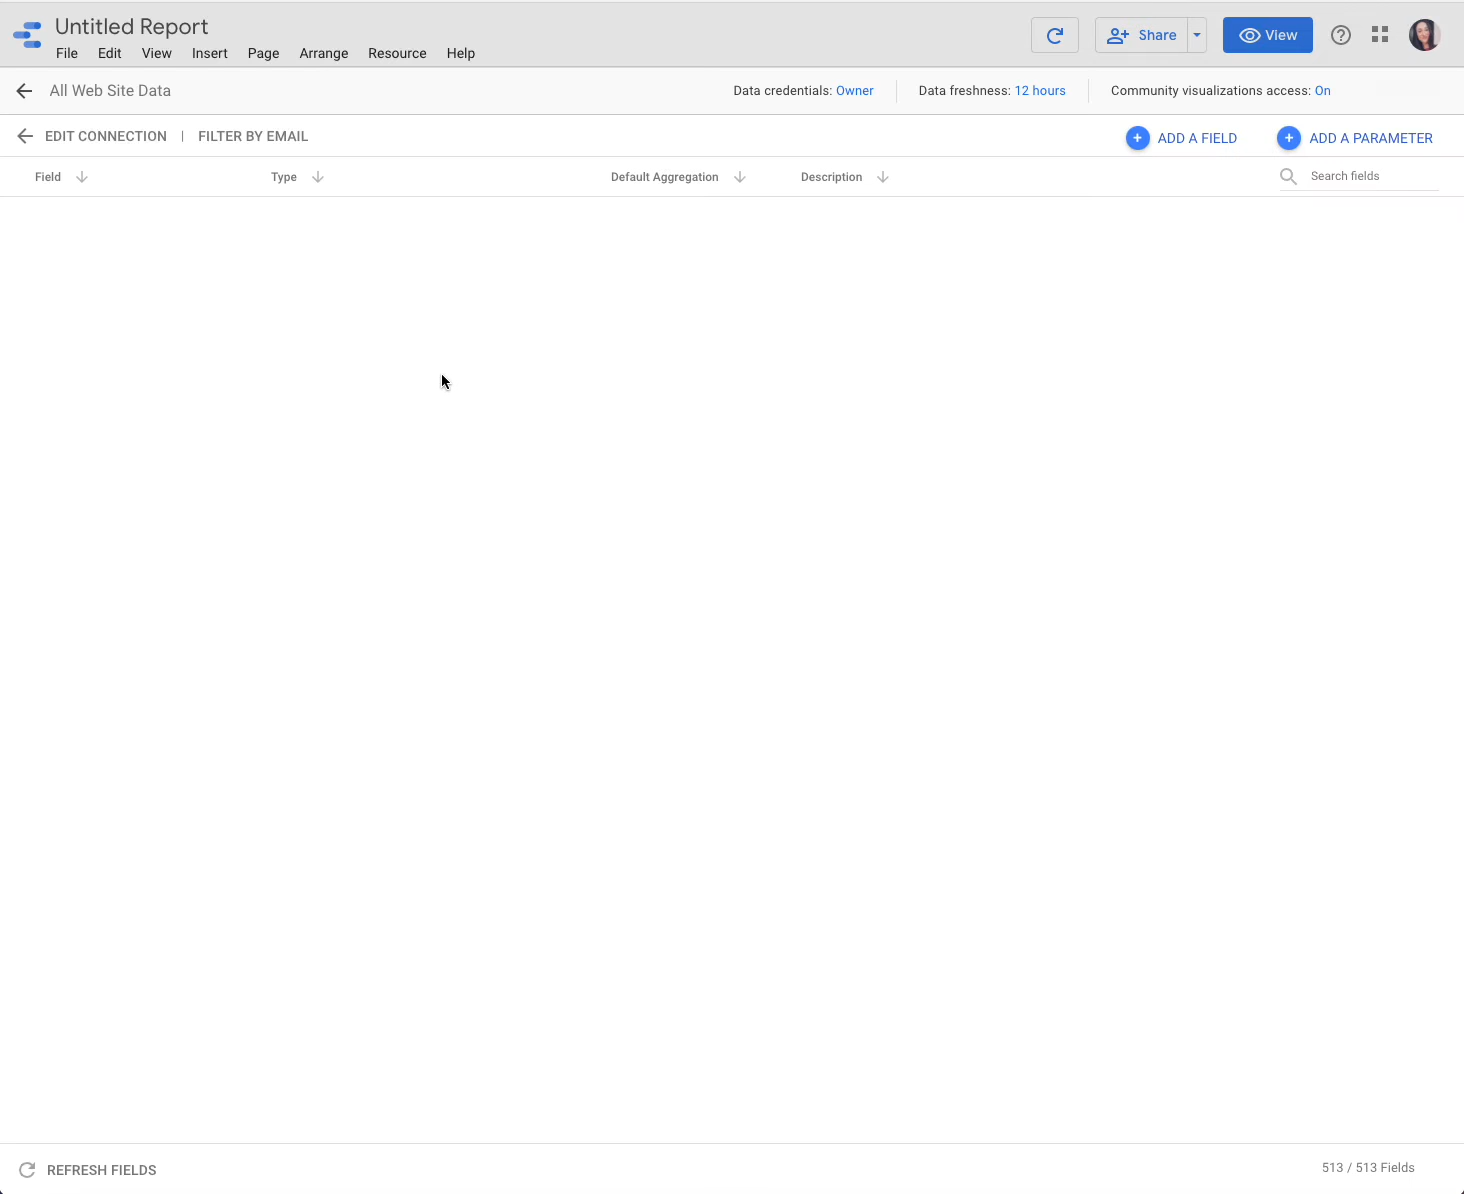 Untitled Report
File Edit View Insert Page Arrange Resource Help
Share
View
All Web Site Data
Data credentials: Owner
Data freshness: 12 hours
Community visualizations access: On
EDIT CONNECTION | FILTER BY EMAIL
ADD A FIELD
ADD A PARAMETER
Field
Type
Default Aggregation
Description
Search fields
REFRESH FIELDS
513 / 513 Fields